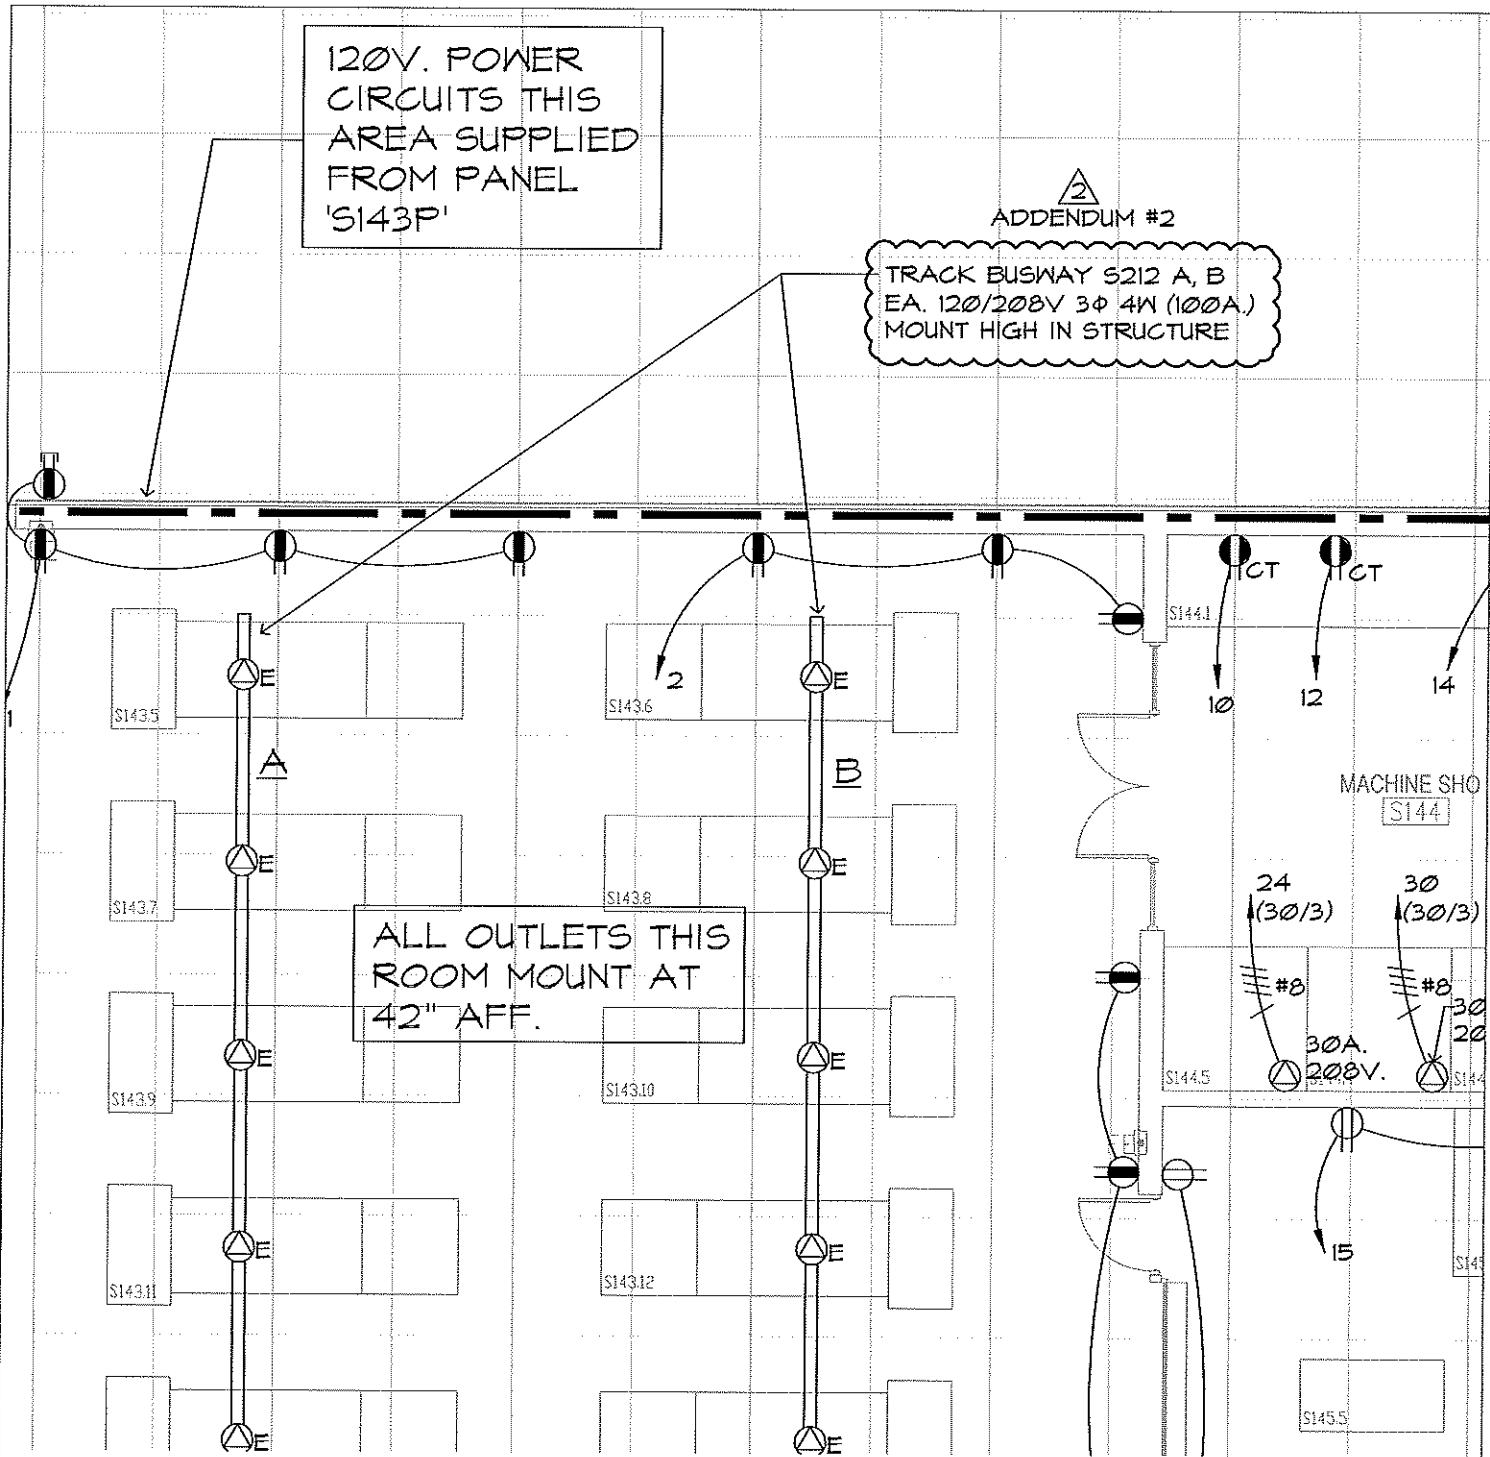 120V. POWER
CIRCUITS THIS
AREA SUPPLIED
FROM PANEL
'S143P'
2
ADDENDUM #2
TRACK BUSWAY S212 A, B
EA. 120/208V 3Φ 4W (100A.)
MOUNT HIGH IN STRUCTURE
CT
CT
S144.1
1
E
2
E
10
12
14
S143.5
S143.6
A
B
MACHINE SHO
S144
E
E
24
(30/3)
30
(30/3)
S143.7
S143.8
ALL OUTLETS THIS
ROOM MOUNT AT
42" AFF.
#8
#8
30
20
E
E
30A.
208V.
S144.5
S144
S143.9
S143.10
E
E
15
S143.11
S143.12
S145
S145.5
E
E